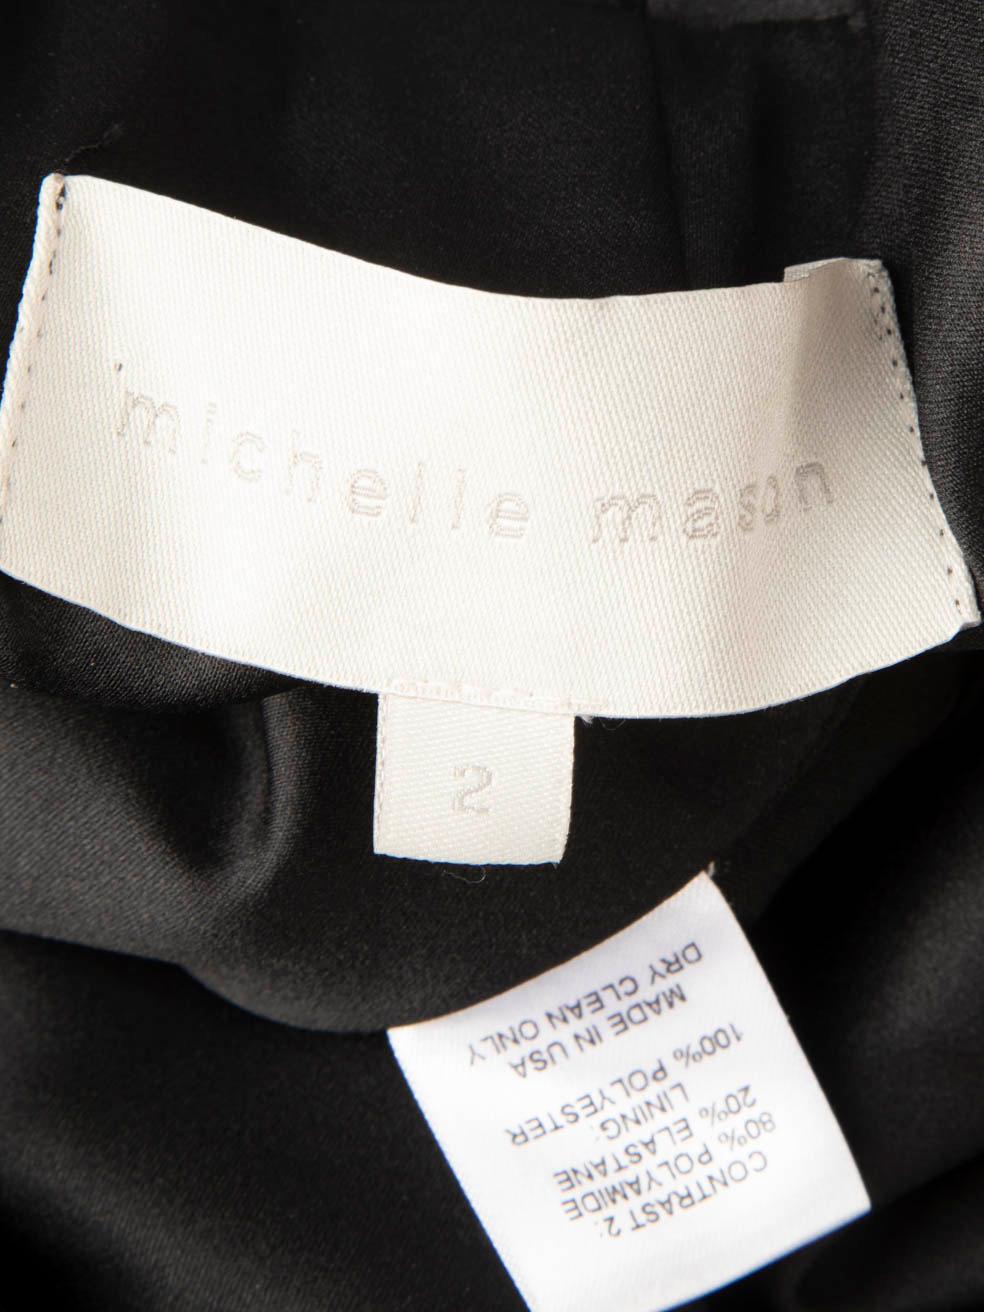 michelle mason
2
CONTRAST 2:
80% POLYAMIDE
20% ELASTANE
LINING:
100% POLYESTER
MADE IN USA
DRY CLEAN ONLY